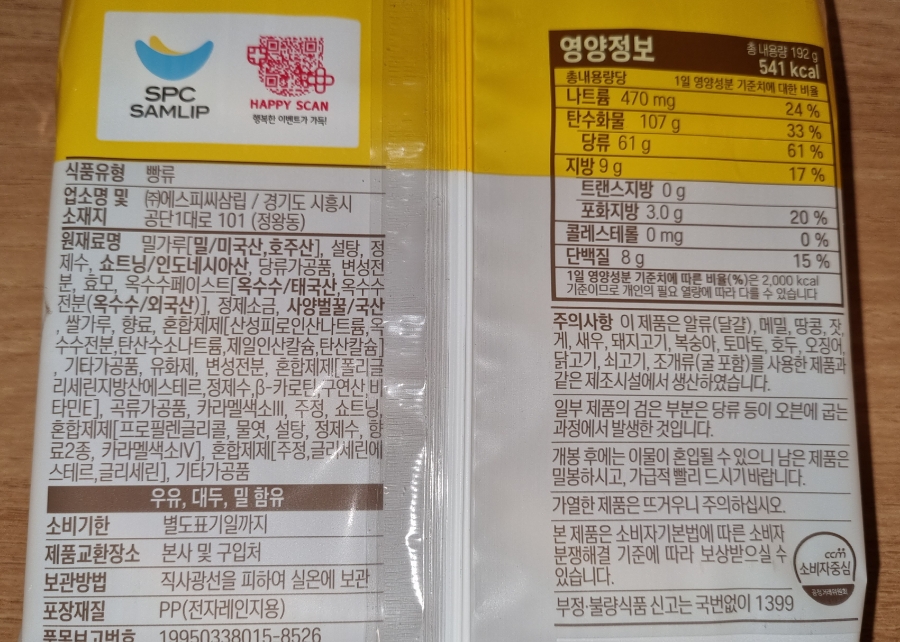 SPC
SAMLIP
HAPPY SCAN
행복한 이벤트가 가득!
식품유형 빵류
업소명 및 ㈜에스피씨삼립 / 경기도 시흥시
소재지 공단1대로 101 (정왕동)
원재료명 밀가루[밀/미국산,호주산], 설탕, 정
제수, 쇼트닝/인도네시아산, 당류가공품, 변성전
분, 효모, 옥수수페이스트[옥수수/태국산,옥수수
전분(옥수수/외국산)], 정제소금, 사양벌꿀/국산
, 쌀가루, 향료, 혼합제제[산성피로인산나트륨,옥
수수전분,탄산수소나트륨,제일인산칼슘,탄산칼슘]
, 기타가공품, 유화제, 변성전분, 혼합제제[폴리글
리세린지방산에스테르,정제수,β-카로틴,구연산,비
타민E], 곡류가공품, 카라멜색소III, 주정, 쇼트닝,
혼합제제[프로필렌글리콜, 물엿, 설탕, 정제수, 향
료2종, 카라멜색소IV], 혼합제제[주정,글리세린에
스테르,글리세린], 기타가공품
우유, 대두, 밀 함유
소비기한 별도표기일까지
제품교환장소 본사 및 구입처
보관방법 직사광선을 피하여 실온에 보관
포장재질 PP(전자레인지용)
품목보고번호 19950338015-8526
영양정보 총 내용량 192 g
541 kcal
총내용량당 1일 영양성분 기준치에 대한 비율
나트륨 470 mg 24 %
탄수화물 107 g 33 %
당류 61 g 61 %
지방 9 g 17 %
트랜스지방 0 g
포화지방 3.0 g 20 %
콜레스테롤 0 mg 0 %
단백질 8 g 15 %
1일 영양성분 기준치에 따른 비율(%)은 2,000 kcal
기준이므로 개인의 필요 열량에 따라 다를 수 있습니다
주의사항 이 제품은 알류(달걀), 메밀, 땅콩, 잣,
게, 새우, 돼지고기, 복숭아, 토마토, 호두, 오징어,
닭고기, 쇠고기, 조개류(굴 포함)를 사용한 제품과
같은 제조시설에서 생산하였습니다.
일부 제품의 검은 부분은 당류 등이 오븐에 굽는
과정에서 발생한 것입니다.
개봉 후에는 이물이 혼입될 수 있으니 남은 제품은
밀봉하시고, 가급적 빨리 드시기 바랍니다.
가열한 제품은 뜨거우니 주의하십시오.
본 제품은 소비자기본법에 따른 소비자
분쟁해결 기준에 따라 보상받으실 수
있습니다.
ccm
소비자중심
공정거래위원회
부정·불량식품 신고는 국번없이 1399